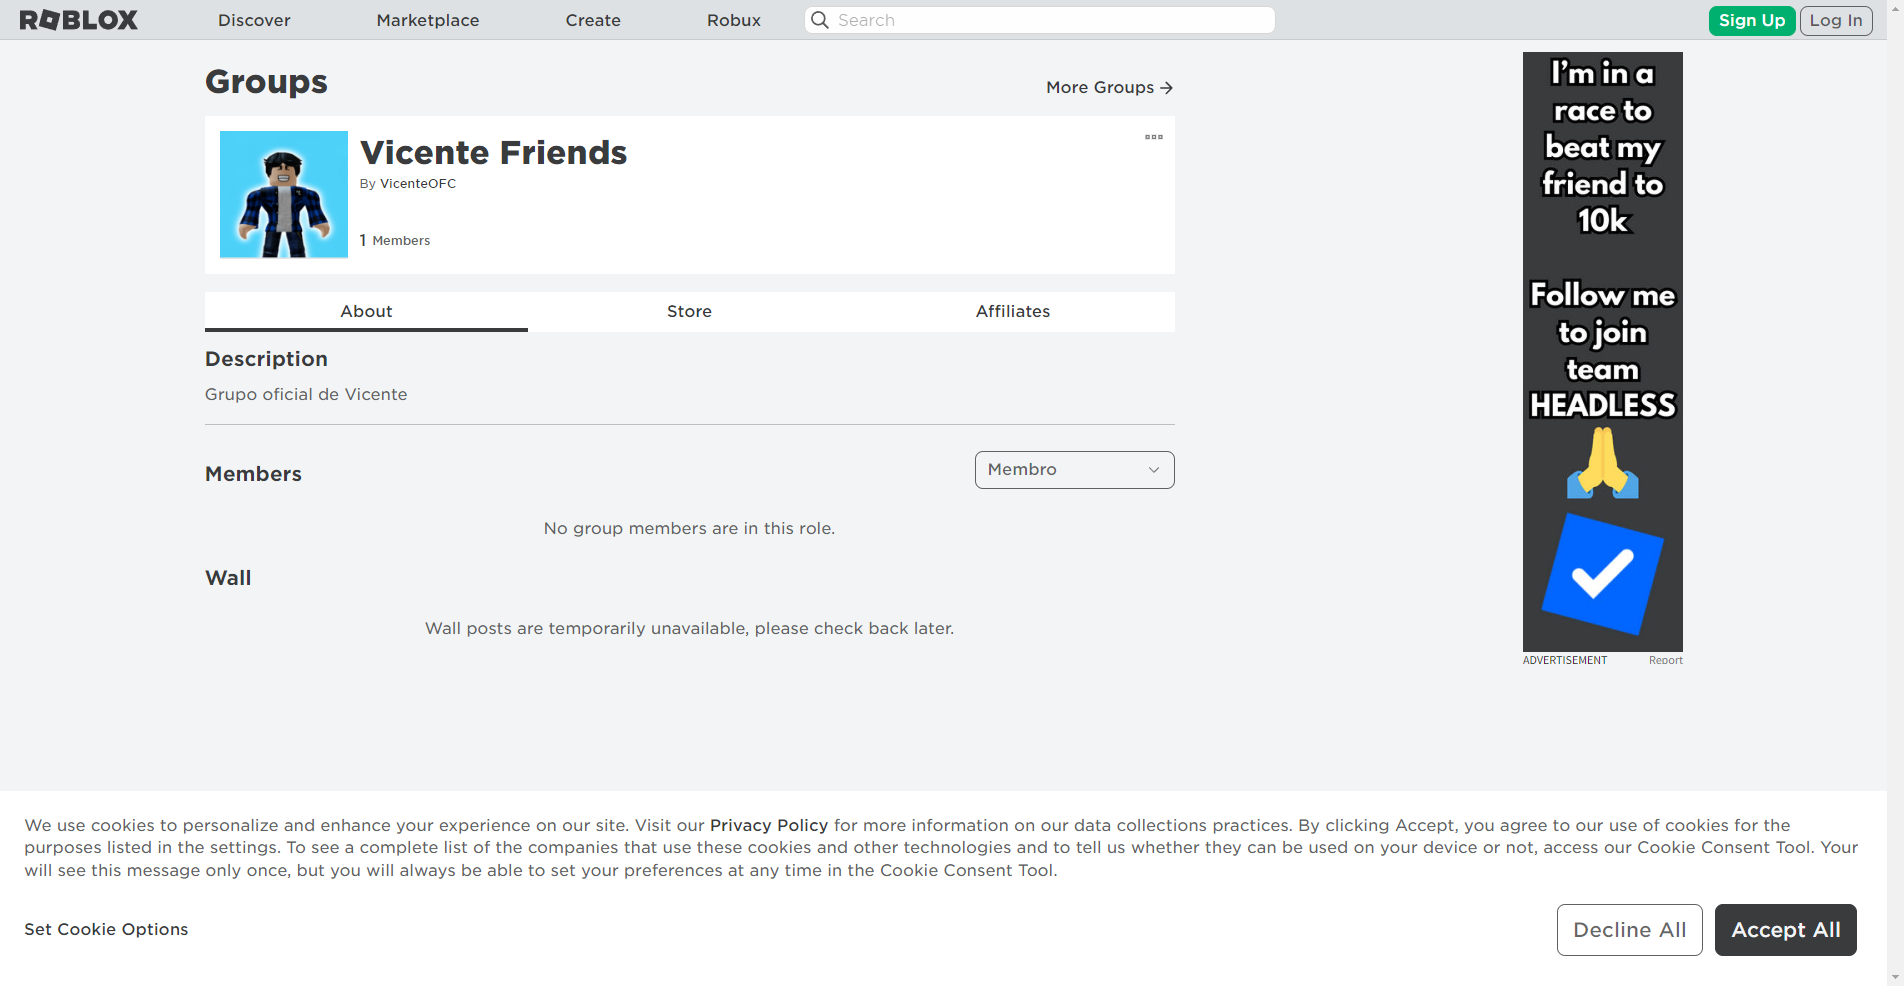 ROBLOX
Discover
Marketplace
Create
Robux
Search
Sign Up
Log In
Groups
More Groups
Vicente Friends
By VicenteOFC
1 Members
About
Store
Affiliates
Description
Grupo oficial de Vicente
Members
Membro
No group members are in this role.
Wall
Wall posts are temporarily unavailable, please check back later.
I'm in a
race to
beat my
friend to
10k
Follow me
to join
team
HEADLESS
ADVERTISEMENT
Report
We use cookies to personalize and enhance your experience on our site. Visit our Privacy Policy for more information on our data collections practices. By clicking Accept, you agree to our use of cookies for the
purposes listed in the settings. To see a complete list of the companies that use these cookies and other technologies and to tell us whether they can be used on your device or not, access our Cookie Consent Tool. Your
will see this message only once, but you will always be able to set your preferences at any time in the Cookie Consent Tool.
Set Cookie Options
Decline All
Accept All